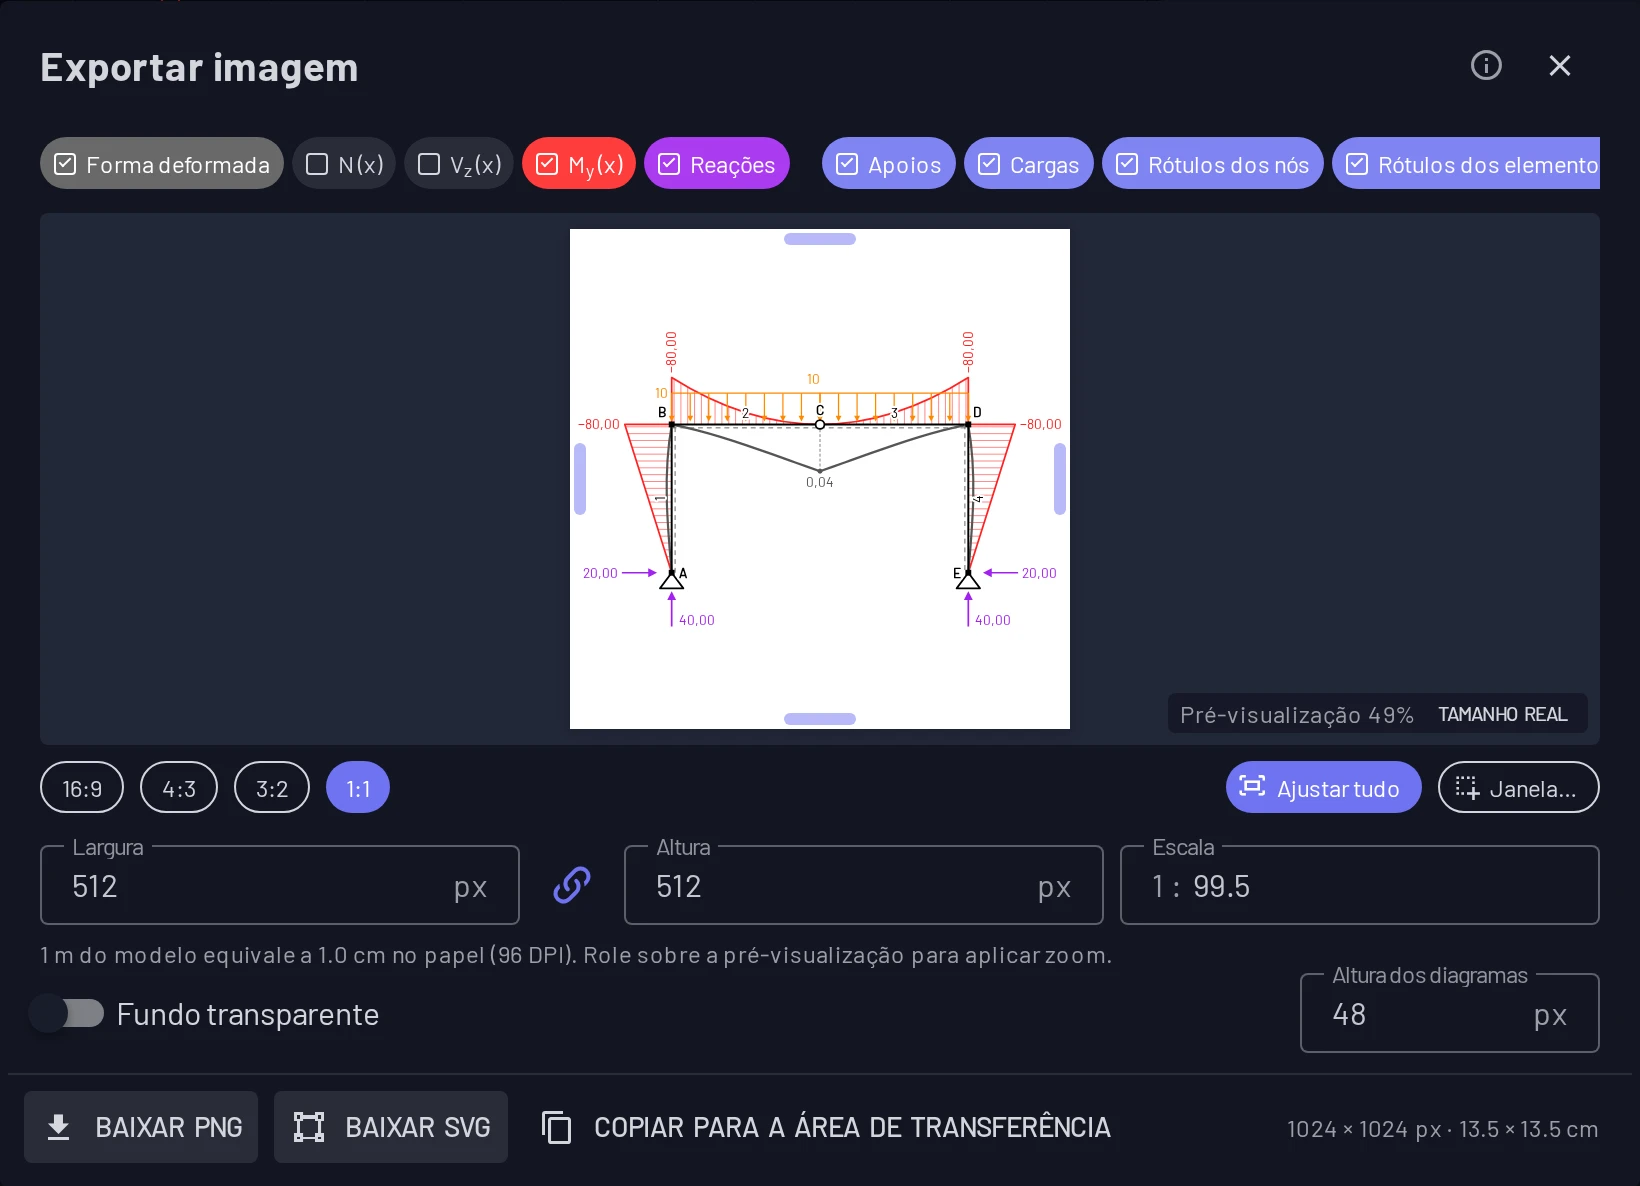 Exportar imagem
Forma deformada N(x) Vz(x) My(x) Reações Apoios Cargas Rótulos dos nós Rótulos dos elemento
-80,00 -80,00
10
10
B 2 C 3 D
-80,00 -80,00
0,04
1 4
20,00 A E 20,00
40,00 40,00
Pré-visualização 49% TAMANHO REAL
16:9 4:3 3:2 1:1 Ajustar tudo Janela...
Largura Altura Escala
512 px 512 px 1 : 99.5
1 m do modelo equivale a 1.0 cm no papel (96 DPI). Role sobre a pré-visualização para aplicar zoom.
Altura dos diagramas
Fundo transparente 48 px
BAIXAR PNG BAIXAR SVG COPIAR PARA A ÁREA DE TRANSFERÊNCIA 1024 × 1024 px · 13.5 × 13.5 cm